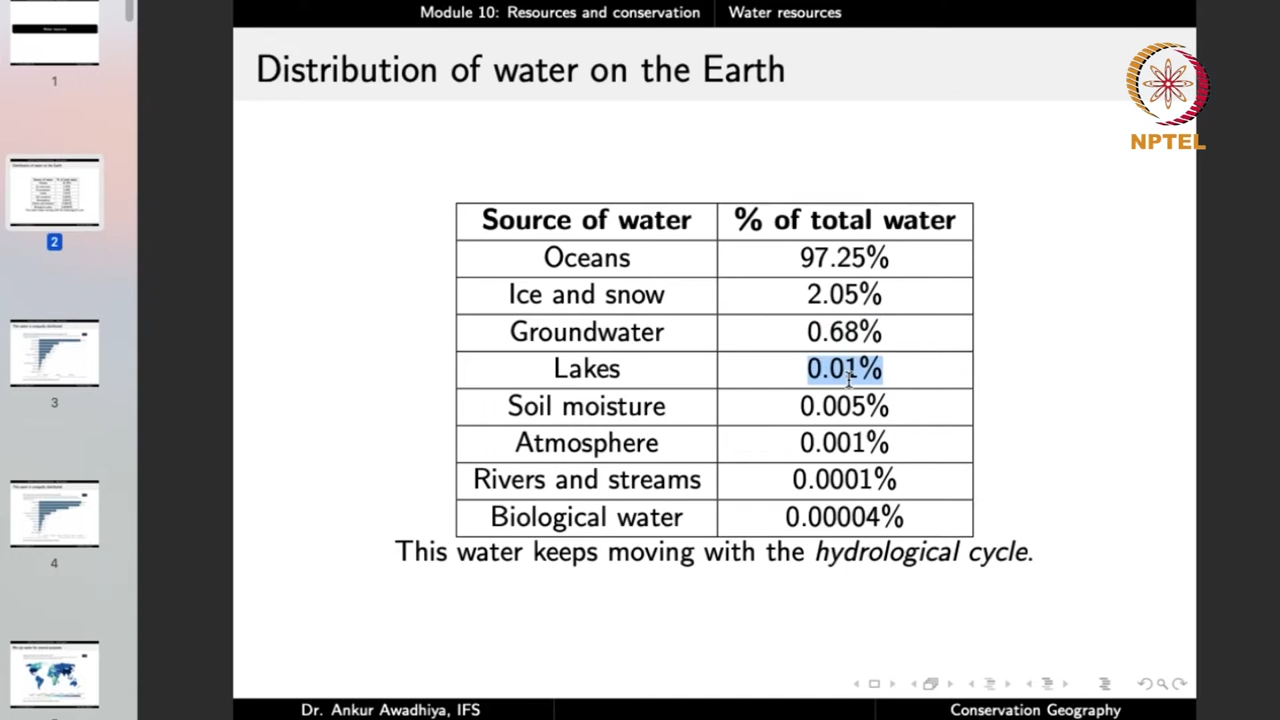 Module 10: Resources and conservation Water resources
Distribution of water on the Earth
NPTEL
Source of water % of total water
Oceans 97.25%
Ice and snow 2.05%
Groundwater 0.68%
Lakes 0.01%
Soil moisture 0.005%
Atmosphere 0.001%
Rivers and streams 0.0001%
Biological water 0.00004%
This water keeps moving with the hydrological cycle.
Dr. Ankur Awadhiya, IFS Conservation Geography
1
2
3
4